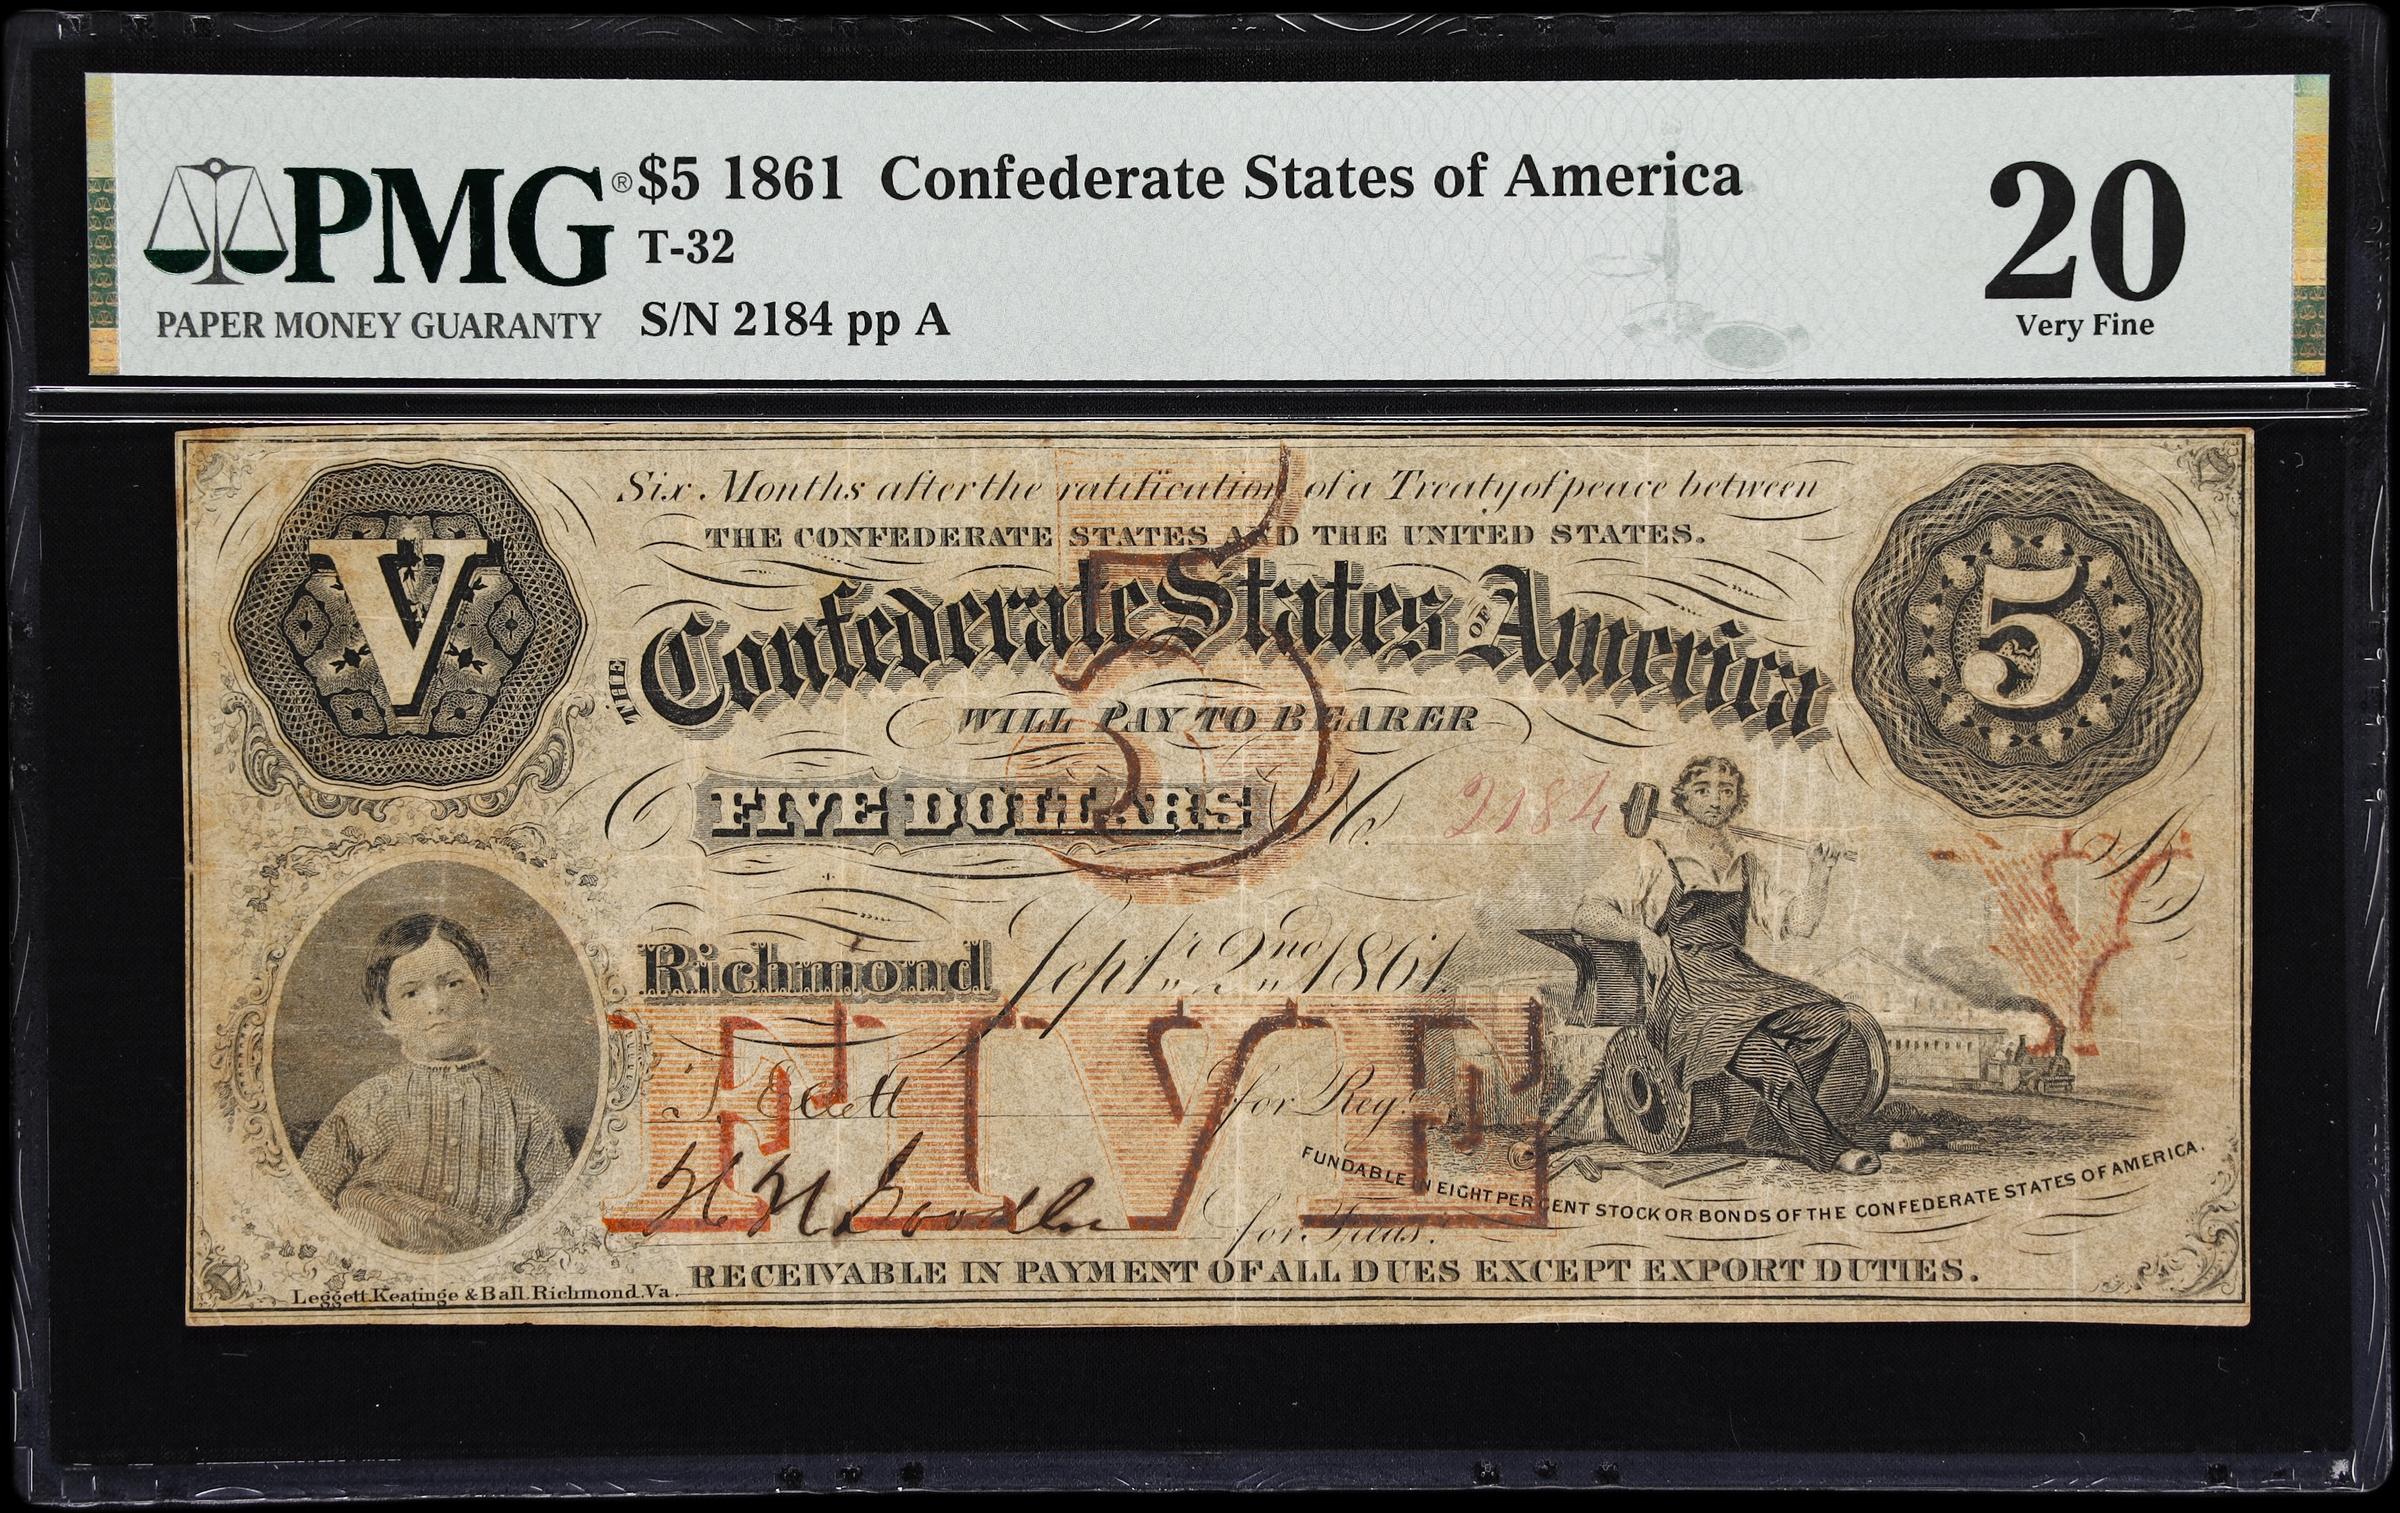 PMG® $5 1861 Confederate States of America 20
T-32
PAPER MONEY GUARANTY S/N 2184 pp A Very Fine
Six Months after the ratification of a Treaty of peace between
THE CONFEDERATE STATES AND THE UNITED STATES.
V THE Confederate States OF America 5
5
WILL PAY TO BEARER
FIVE DOLLARS No. 2184 A
V
Richmond Septr. 2nd 1861.
FIVE
for Regr.
FUNDABLE IN EIGHT PER CENT STOCK OR BONDS OF THE CONFEDERATE STATES OF AMERICA.
for Treas.
RECEIVABLE IN PAYMENT OF ALL DUES EXCEPT EXPORT DUTIES.
Leggett. Keatinge & Ball. Richmond. Va.